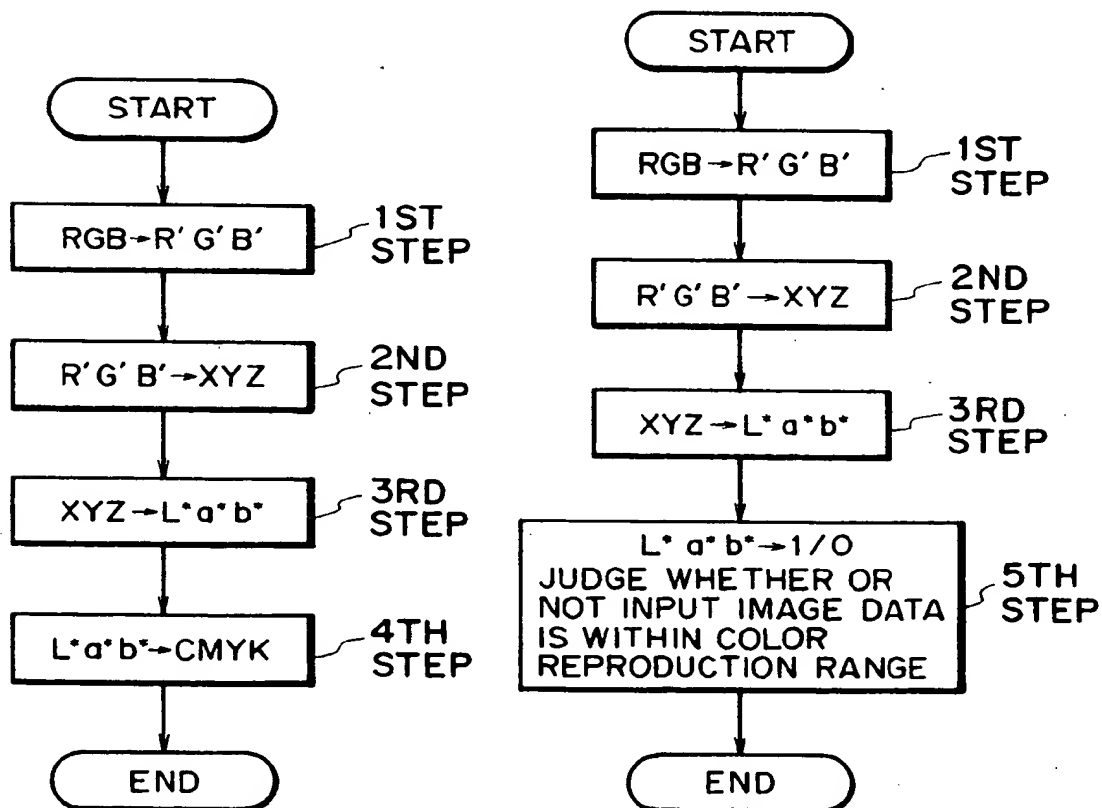 START
RGB→R' G' B'
1ST
STEP
R' G' B'→XYZ
2ND
STEP
XYZ→L* a* b*
3RD
STEP
L* a* b*→CMYK
4TH
STEP
END
START
RGB→R' G' B'
1ST
STEP
R' G' B'→XYZ
2ND
STEP
XYZ→L* a* b*
3RD
STEP
L* a* b*→1/0
JUDGE WHETHER OR
NOT INPUT IMAGE DATA
IS WITHIN COLOR
REPRODUCTION RANGE
5TH
STEP
END